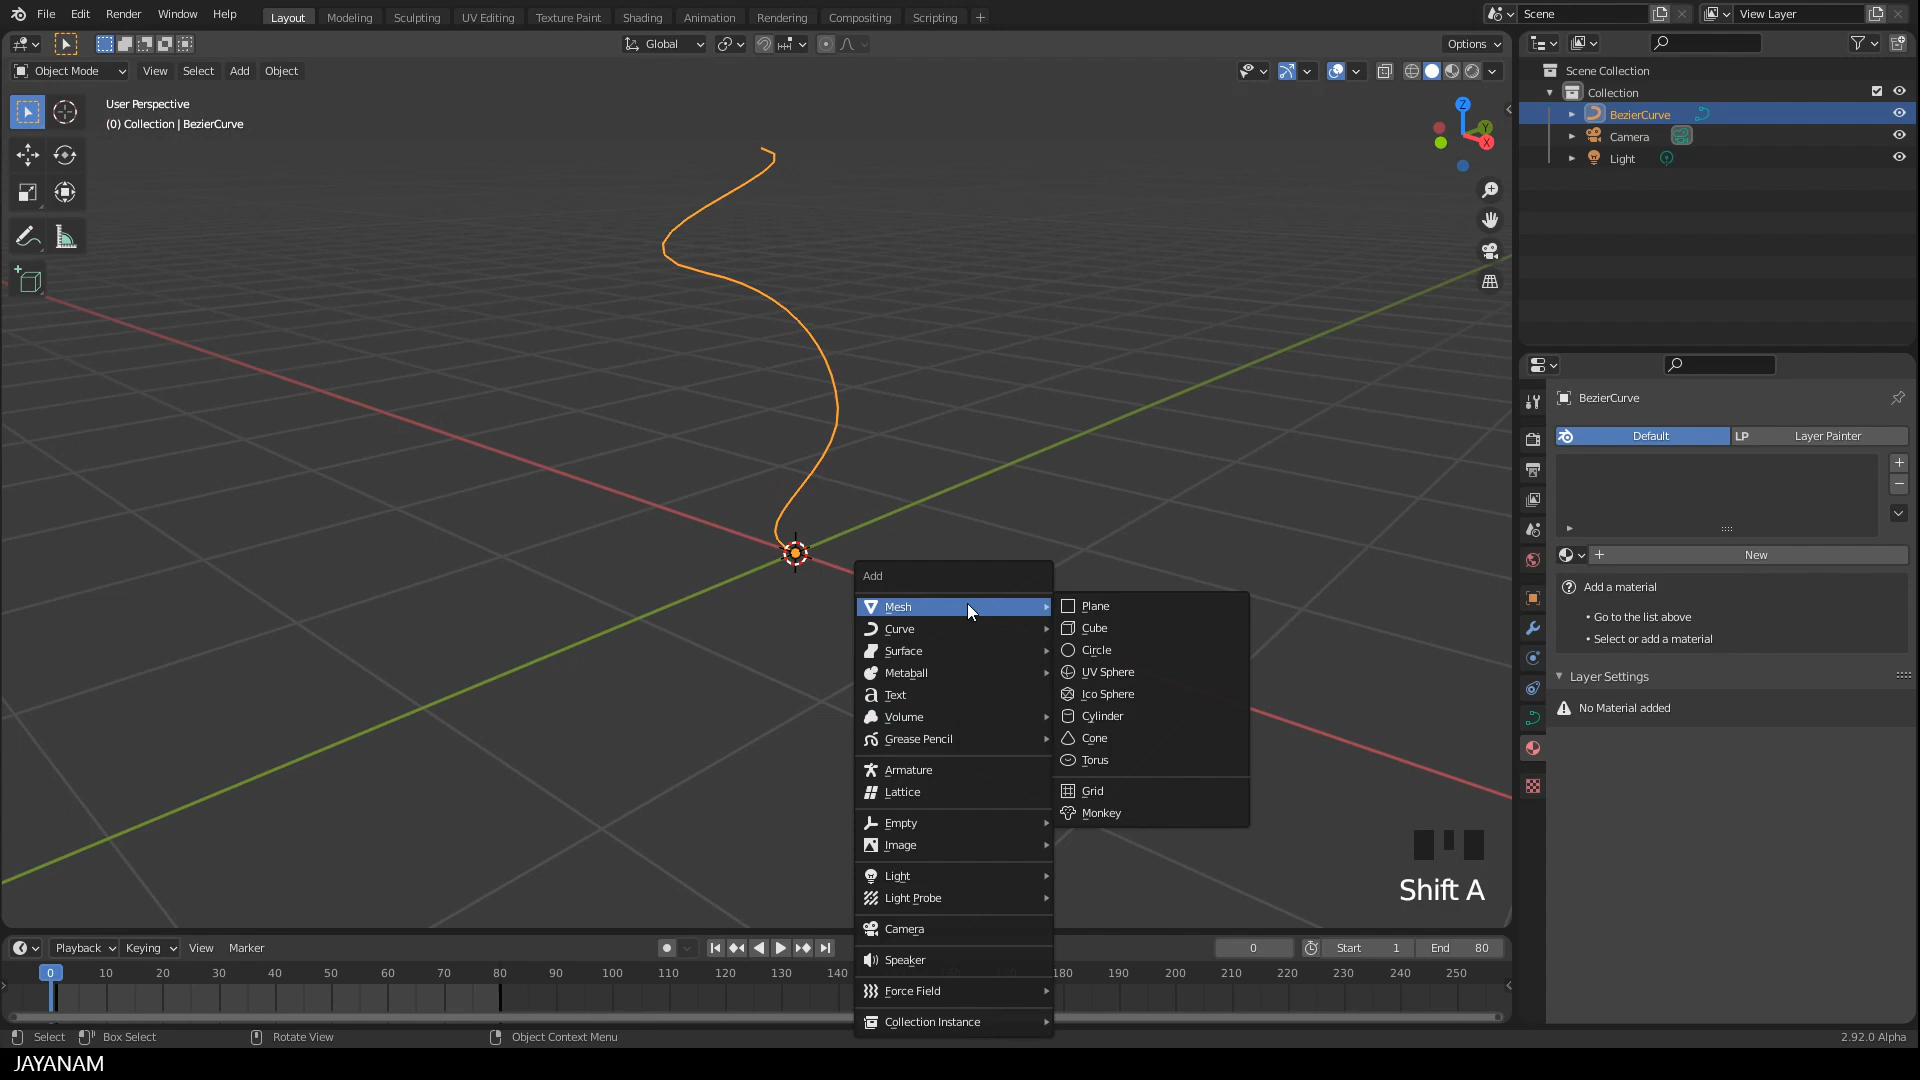 File Edit Render Window Help
Layout Modeling Sculpting UV Editing Texture Paint Shading Animation Rendering Compositing Scripting +
Scene
View Layer
Global
Options
Object Mode View Select Add Object
User Perspective
(0) Collection | BezierCurve
Z
Y
X
Scene Collection
Collection
BezierCurve
Camera
Light
BezierCurve
Default
LP Layer Painter
New
Add a material
• Go to the list above
• Select or add a material
Layer Settings
No Material added
Add
Mesh
Curve
Surface
Metaball
Text
Volume
Grease Pencil
Armature
Lattice
Empty
Image
Light
Light Probe
Camera
Speaker
Force Field
Collection Instance
Plane
Cube
Circle
UV Sphere
Ico Sphere
Cylinder
Cone
Torus
Grid
Monkey
Shift A
Playback Keying View Marker
0 Start 1 End 80
0 10 20 30 40 50 60 70 80 90 100 110 120 130 140 180 190 200 210 220 230 240 250
Select Box Select Rotate View Object Context Menu 2.92.0 Alpha
JAYANAM